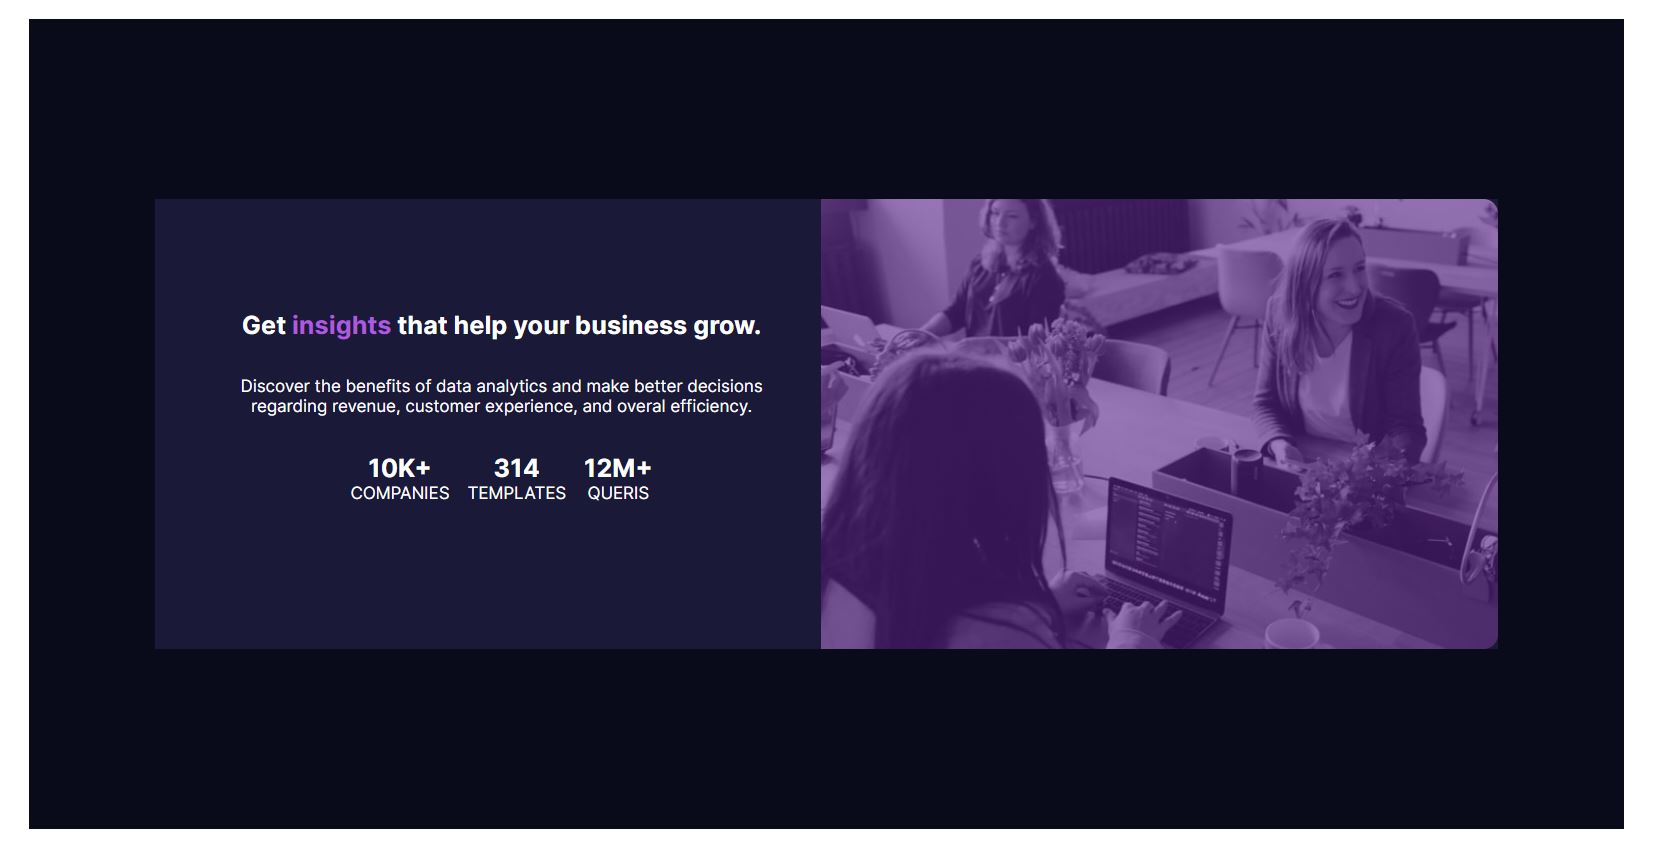 Get insights that help your business grow.
Discover the benefits of data analytics and make better decisions
regarding revenue, customer experience, and overal efficiency.
10K+ 314 12M+
COMPANIES TEMPLATES QUERIS